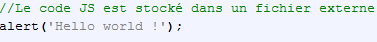 //Le code JS est stocké dans un fichier externe
alert('Hello world !');